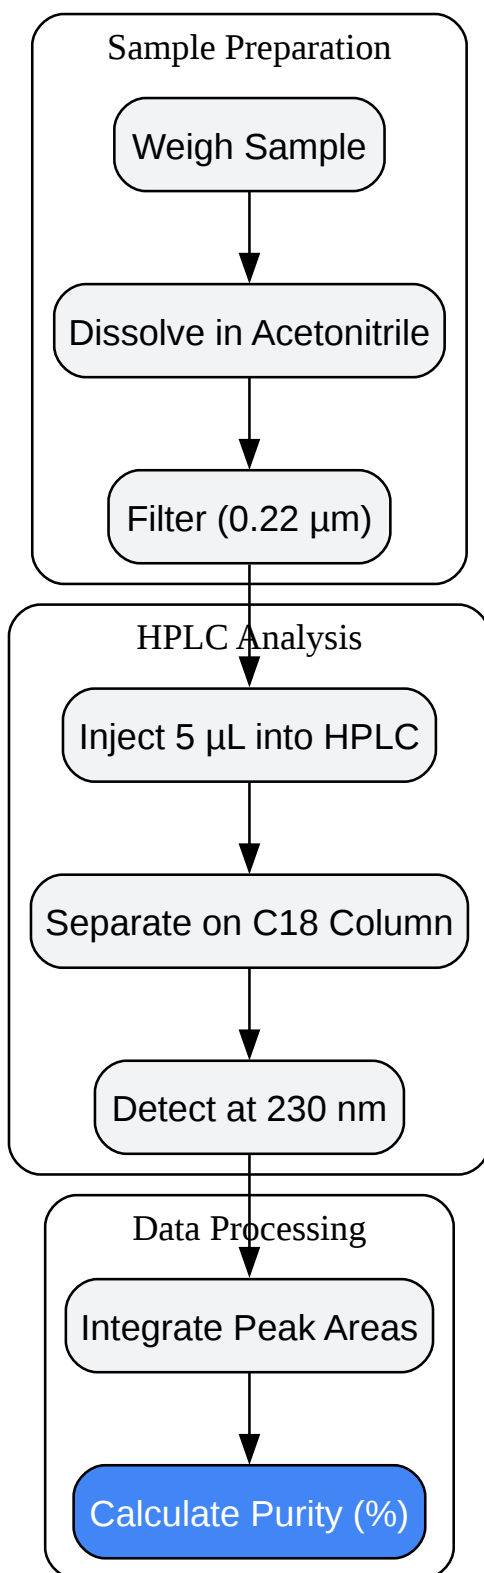 Sample Preparation
Weigh Sample
Dissolve in Acetonitrile
Filter (0.22 µm)
HPLC Analysis
Inject 5 µL into HPLC
Separate on C18 Column
Detect at 230 nm
Data Processing
Integrate Peak Areas
Calculate Purity (%)